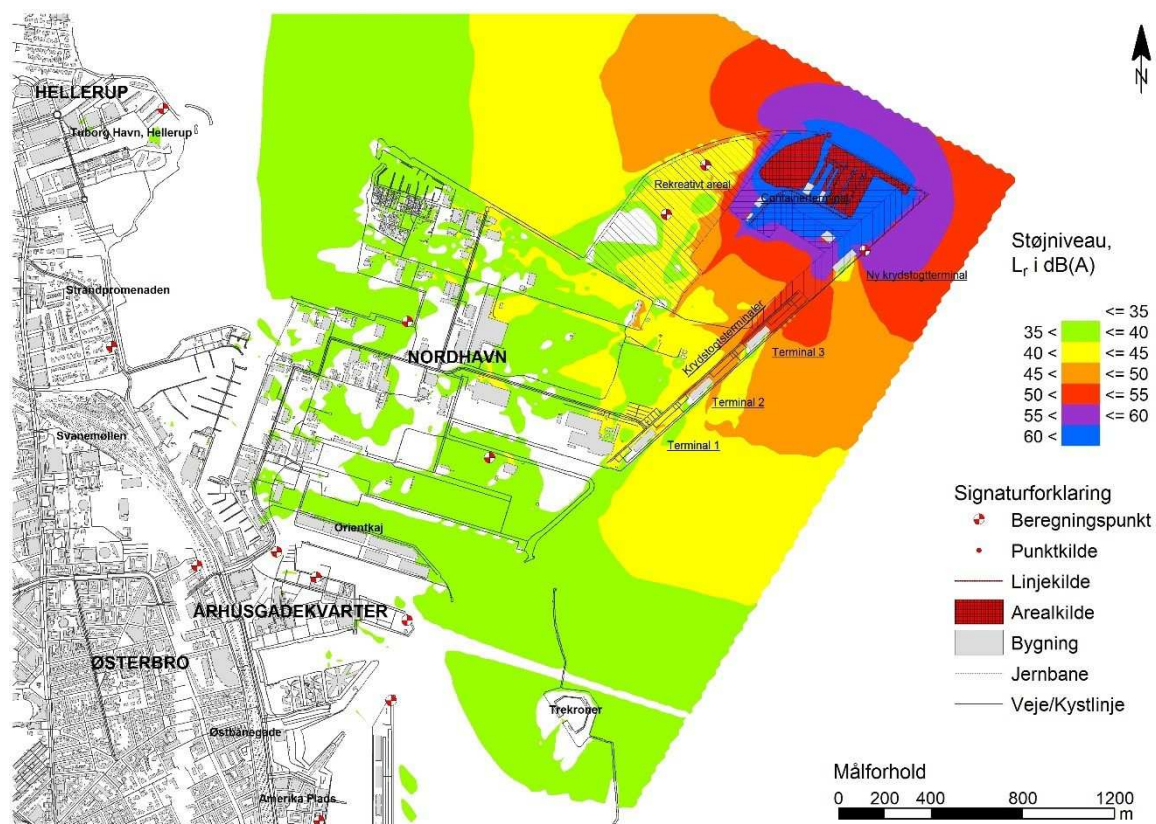 HELLERUP
Tuborg Havn, Hellerup
Strandpromenaden
Svanemøllen
NORDHAVN
Rekreativt areal
Containerterminal
Ny krydstogtterminal
Krydstogtsterminaler
Terminal 3
Terminal 2
Terminal 1
Orientkaj
ÅRHUSGADEKVARTER
ØSTERBRO
Østbanegade
Amerika Plads
Trekroner
N
Støjniveau,
Lr i dB(A)
<= 35
35 < <= 40
40 < <= 45
45 < <= 50
50 < <= 55
55 < <= 60
60 <
Signaturforklaring
Beregningspunkt
Punktkilde
Linjekilde
Arealkilde
Bygning
Jernbane
Veje/Kystlinje
Målforhold
0 200 400 800 1200
m